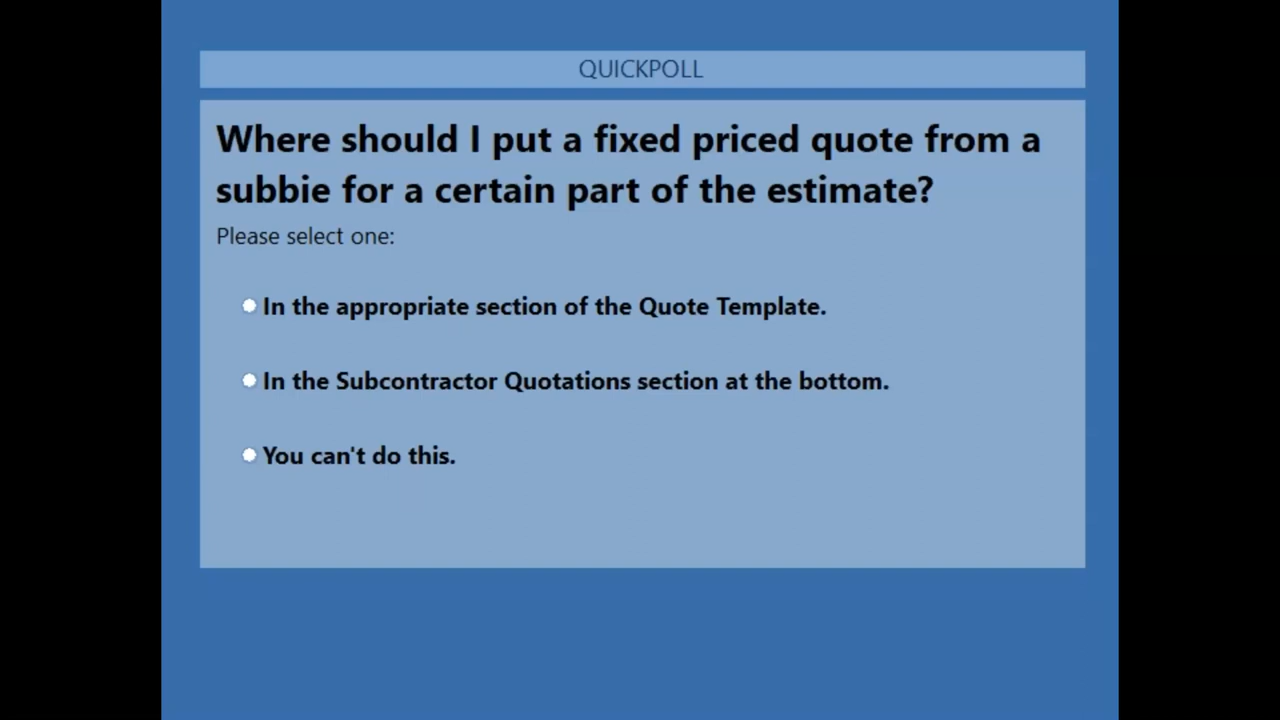 QUICKPOLL
Where should I put a fixed priced quote from a
subbie for a certain part of the estimate?
Please select one:
In the appropriate section of the Quote Template.
In the Subcontractor Quotations section at the bottom.
You can't do this.